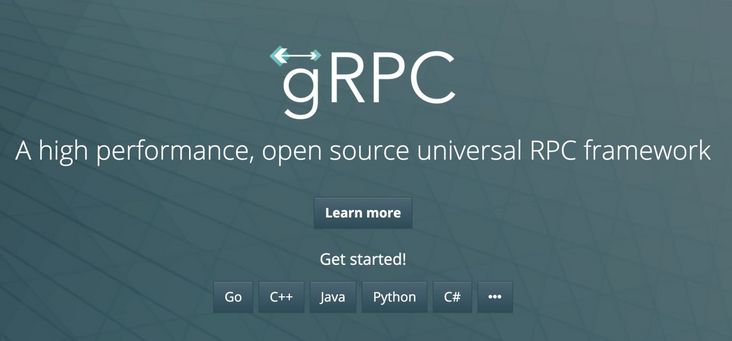 gRPC
A high performance, open source universal RPC framework
Learn more
Get started!
Go C++ Java Python C# •••